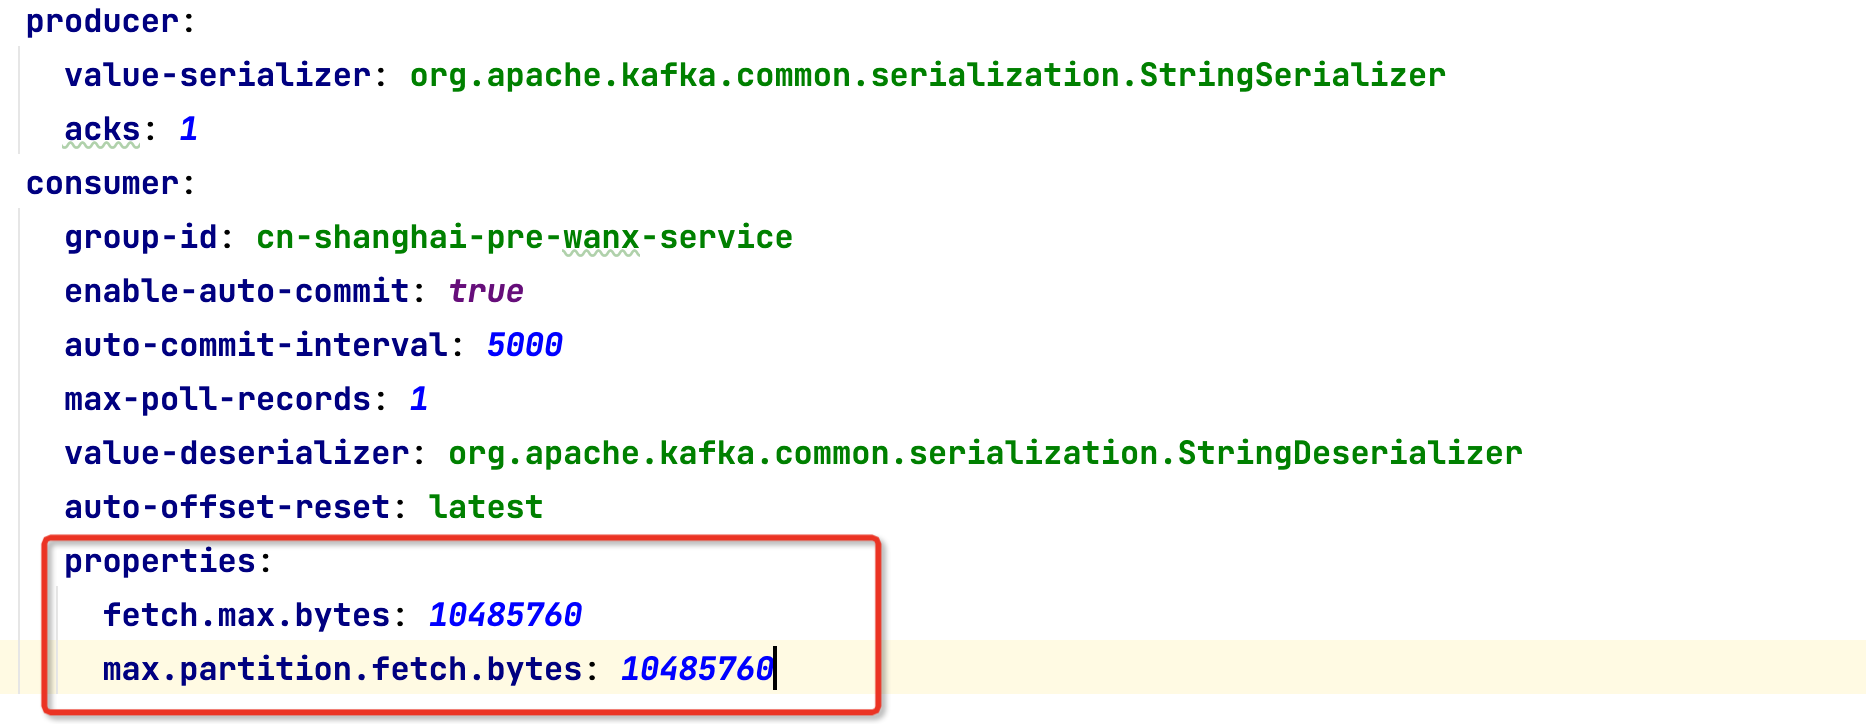 producer:
value-serializer: org.apache.kafka.common.serialization.StringSerializer
acks: 1
consumer:
group-id: cn-shanghai-pre-wanx-service
enable-auto-commit: true
auto-commit-interval: 5000
max-poll-records: 1
value-deserializer: org.apache.kafka.common.serialization.StringDeserializer
auto-offset-reset: latest
properties:
fetch.max.bytes: 10485760
max.partition.fetch.bytes: 10485760